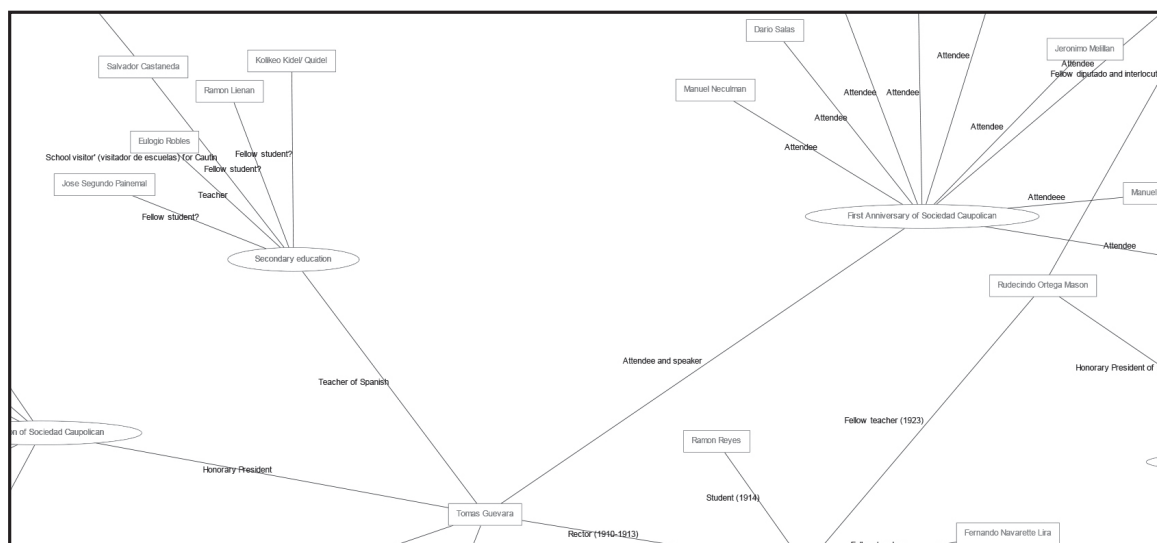 Dario Salas
Kolikeo Kidel/ Quidel
Jeronimo Melillan
Attendee
Salvador Castaneda
Attendee
Fellow diputado and interlocut
Ramon Lienan
Manuel Neculman
Attendee
Attendee
Attendee
Attendee
Eulogio Robles
Attendee
School visitor' (visitador de escuelas) for Cautin
Fellow student?
Fellow student?
Jose Segundo Painemal
Teacher
Manuel
Attendeee
Fellow student?
First Anniversary of Sociedad Caupolican
Attendee
Secondary education
Rudecindo Ortega Mason
Attendee and speaker
Honorary President of
Teacher of Spanish
Fellow teacher (1923)
on of Sociedad Caupolican
Ramon Reyes
Honorary President
Student (1914)
Tomas Guevara
Rector (1910-1913)
Fernando Navarette Lira